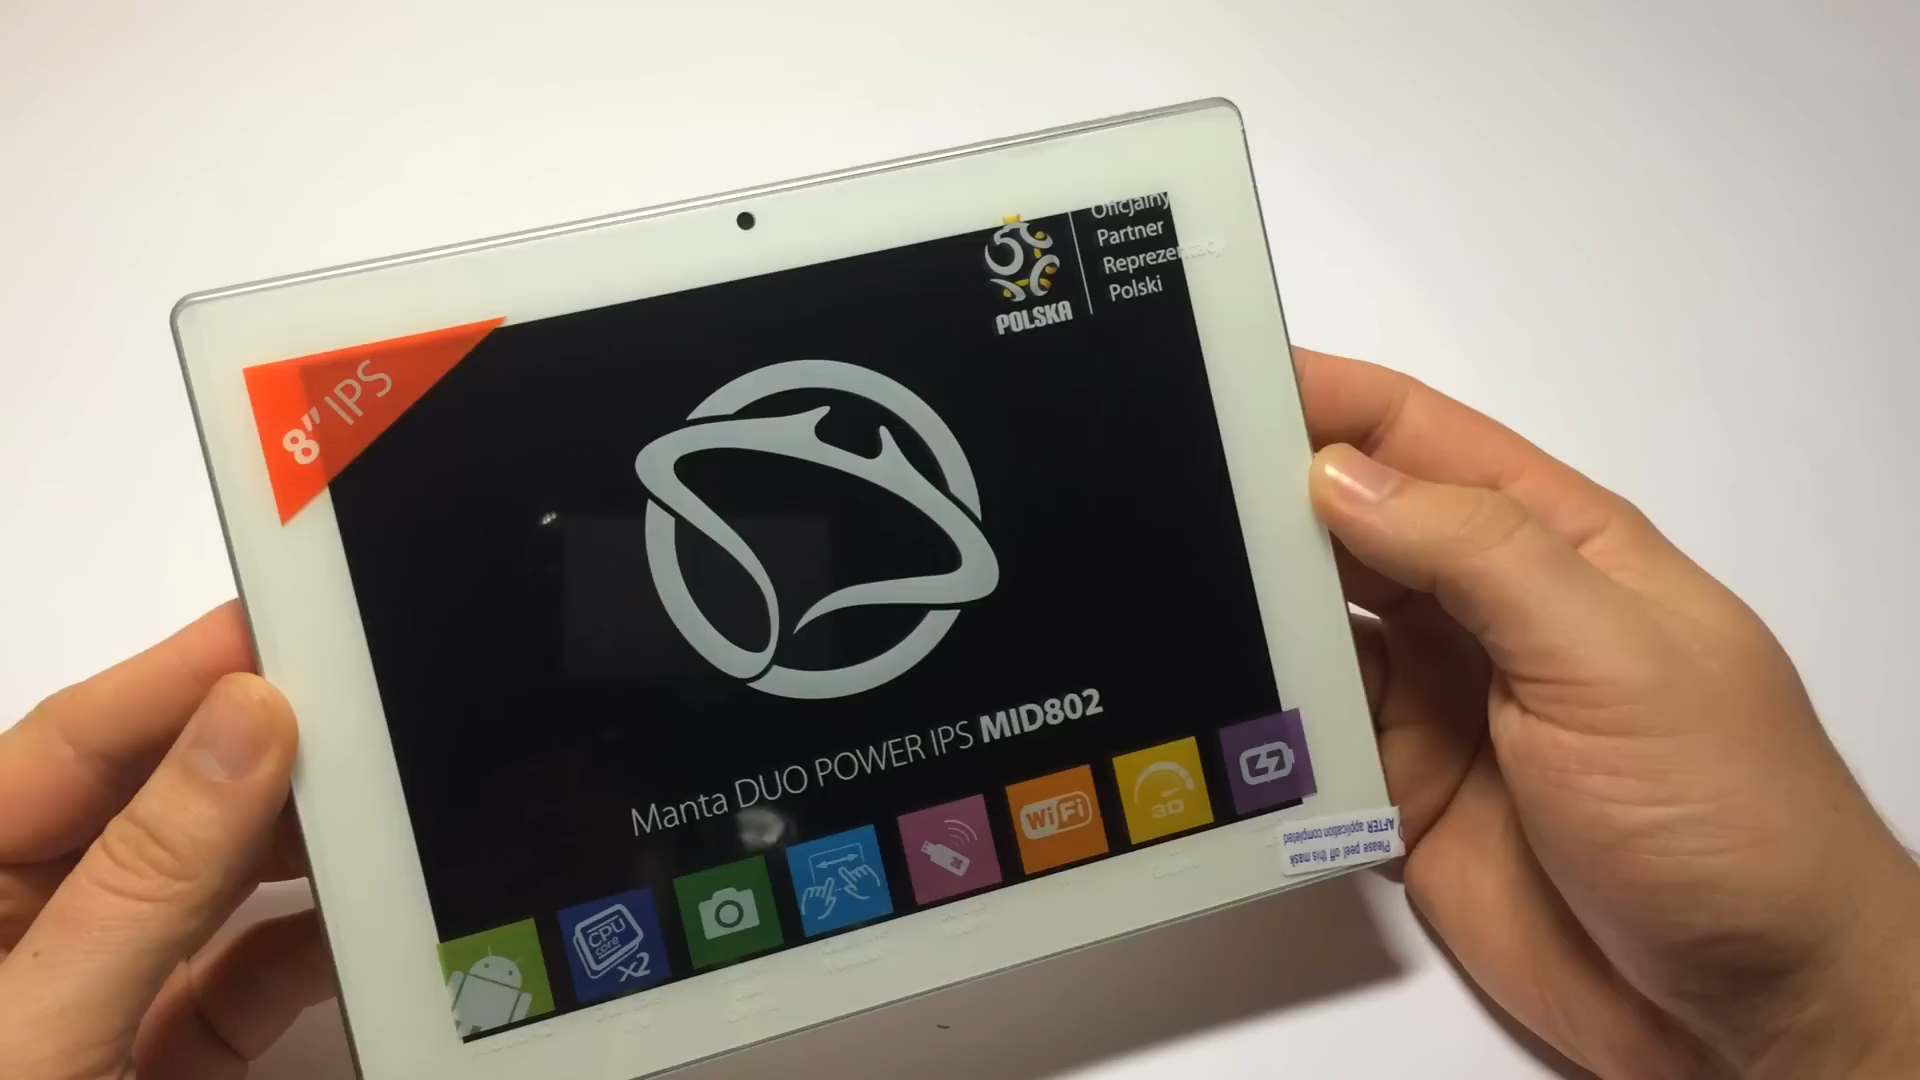 Oficjalny
Partner
Reprezentacji
Polski
POLSKA
8" IPS
Manta DUO POWER IPS MID802
CPU
core
X2
WiFi
3D
Please peel off this mask
AFTER application completed